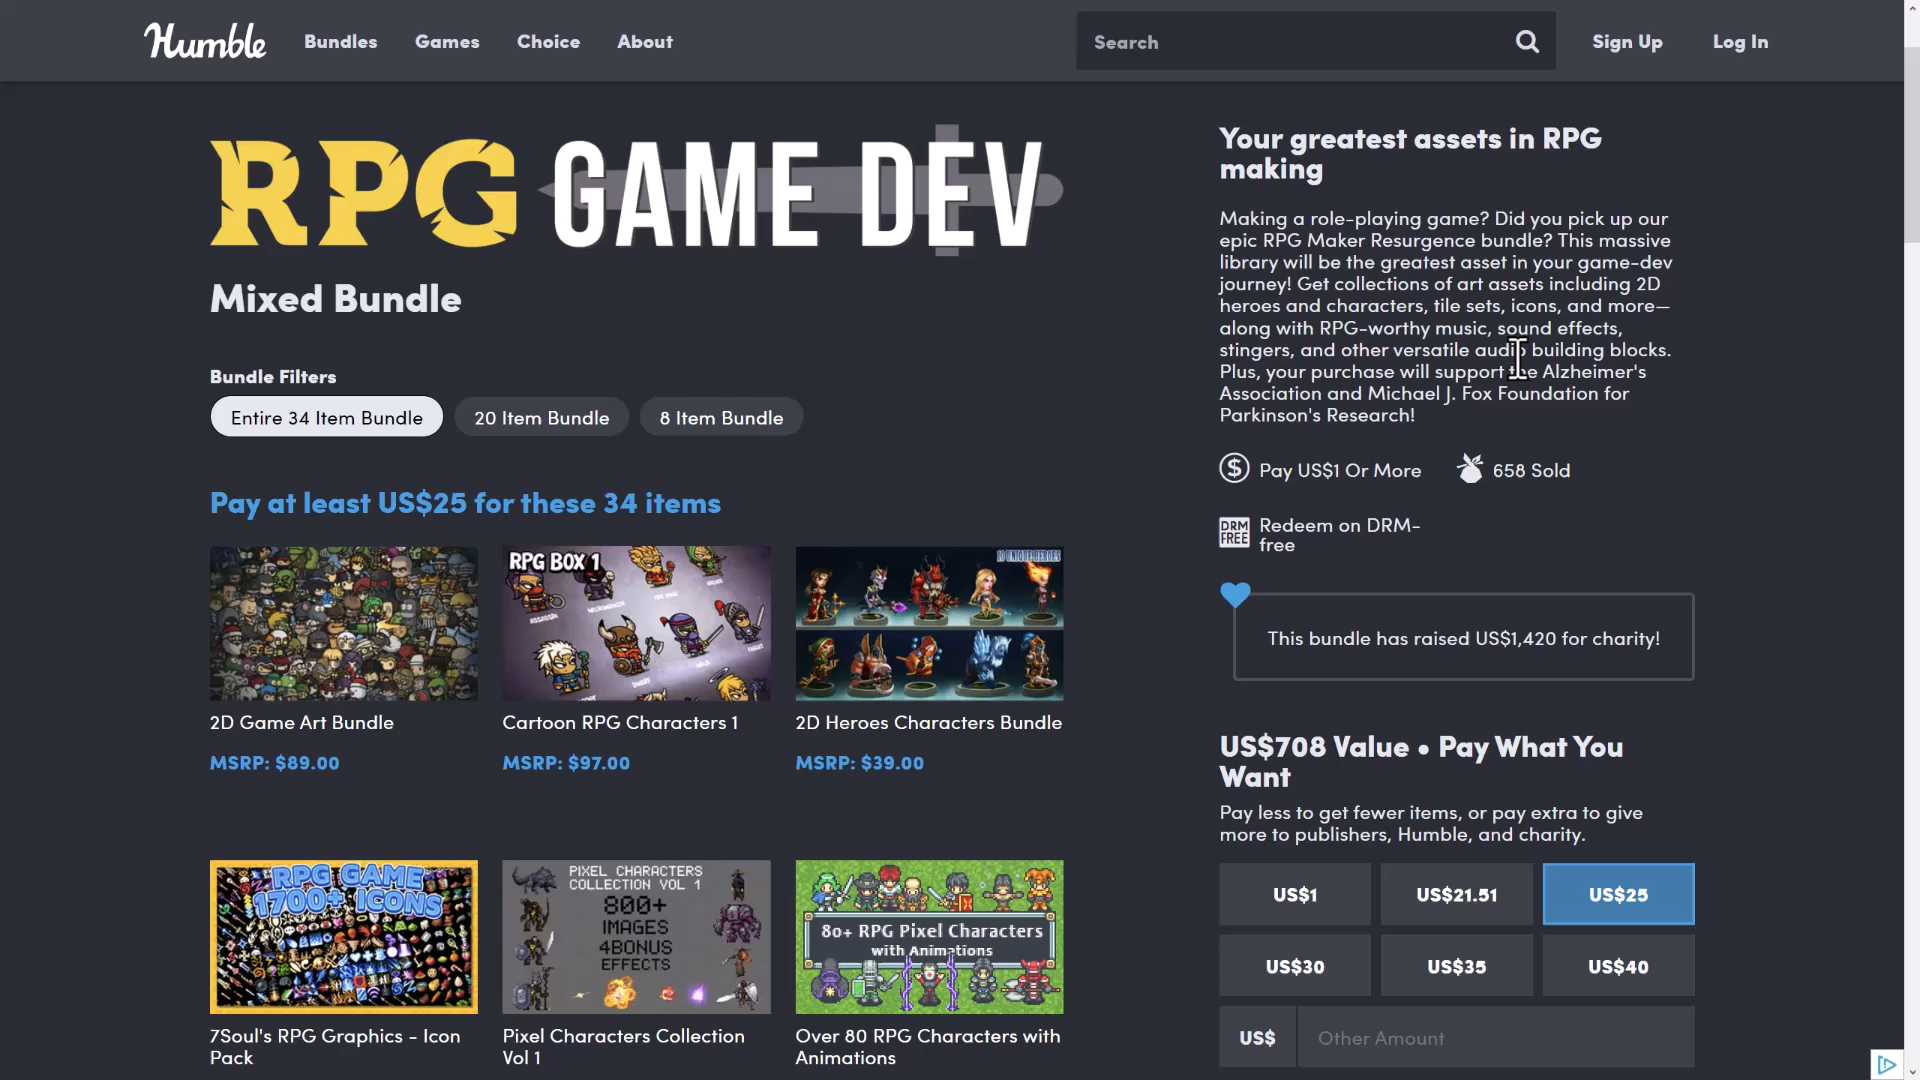 Humble
Bundles
Games
Choice
About
Search
Sign Up
Log In
RPG GAME DEV
Mixed Bundle
Bundle Filters
Entire 34 Item Bundle
20 Item Bundle
8 Item Bundle
Pay at least US$25 for these 34 items
RPG BOX 1
ASSASSIN
10 UNIQUE HEROES
2D Game Art Bundle
Cartoon RPG Characters 1
2D Heroes Characters Bundle
MSRP: $89.00
MSRP: $97.00
MSRP: $39.00
RPG GAME
1700+ ICONS
PIXEL CHARACTERS
COLLECTION VOL 1
800+
IMAGES
4BONUS
EFFECTS
80+ RPG Pixel Characters
with Animations
7Soul's RPG Graphics - Icon
Pack
Pixel Characters Collection
Vol 1
Over 80 RPG Characters with
Animations
Your greatest assets in RPG
making
Making a role-playing game? Did you pick up our
epic RPG Maker Resurgence bundle? This massive
library will be the greatest asset in your game-dev
journey! Get collections of art assets including 2D
heroes and characters, tile sets, icons, and more—
along with RPG-worthy music, sound effects,
stingers, and other versatile audio building blocks.
Plus, your purchase will support the Alzheimer's
Association and Michael J. Fox Foundation for
Parkinson's Research!
Pay US$1 Or More
658 Sold
DRM
FREE
Redeem on DRM-
free
This bundle has raised US$1,420 for charity!
US$708 Value • Pay What You
Want
Pay less to get fewer items, or pay extra to give
more to publishers, Humble, and charity.
US$1
US$21.51
US$25
US$30
US$35
US$40
US$
Other Amount